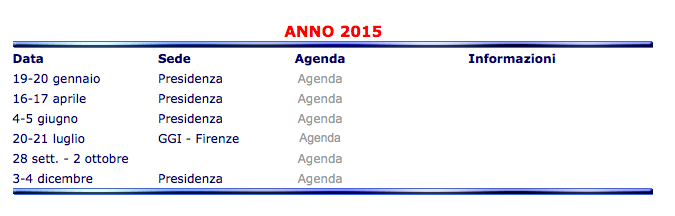 ANNO 2015
Data Sede Agenda Informazioni
19-20 gennaio Presidenza Agenda
16-17 aprile Presidenza Agenda
4-5 giugno Presidenza Agenda
20-21 luglio GGI - Firenze Agenda
28 sett. - 2 ottobre Agenda
3-4 dicembre Presidenza Agenda